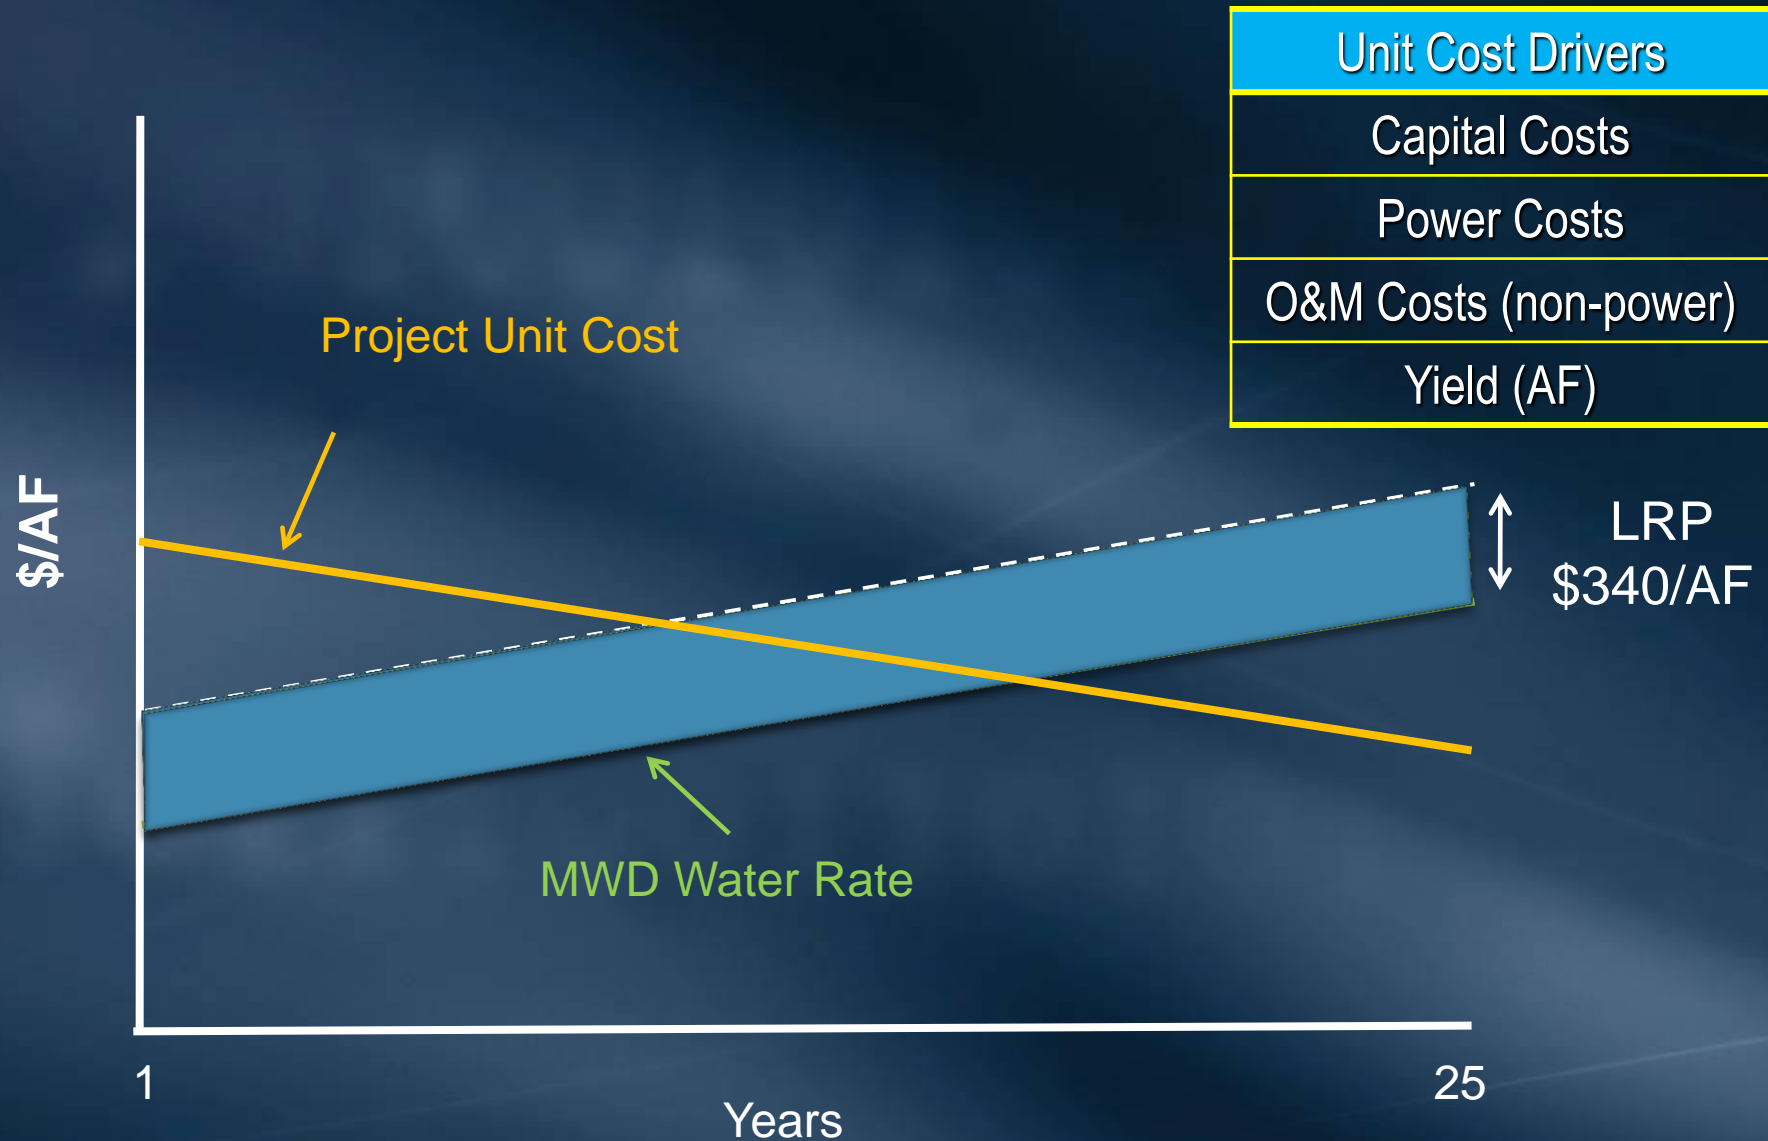 Unit Cost Drivers
Capital Costs
Power Costs
O&M Costs (non-power)
Yield (AF)
Project Unit Cost
$/AF
LRP
$340/AF
MWD Water Rate
1
25
Years